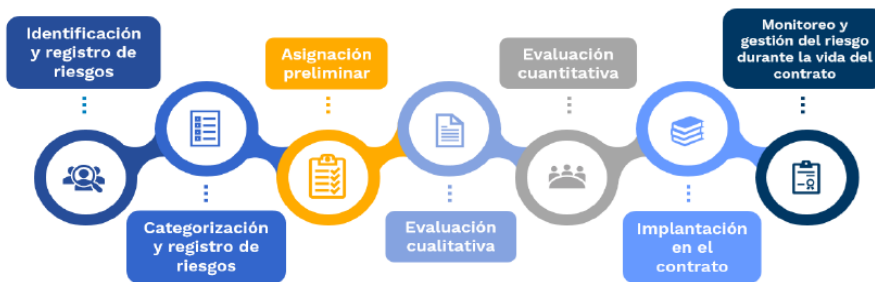 Identificación
y registro de
riesgos
Categorización
y registro de
riesgos
Asignación
preliminar
Evaluación
cualitativa
Evaluación
cuantitativa
Implantación
en el
contrato
Monitoreo y
gestión del riesgo
durante la vida del
contrato